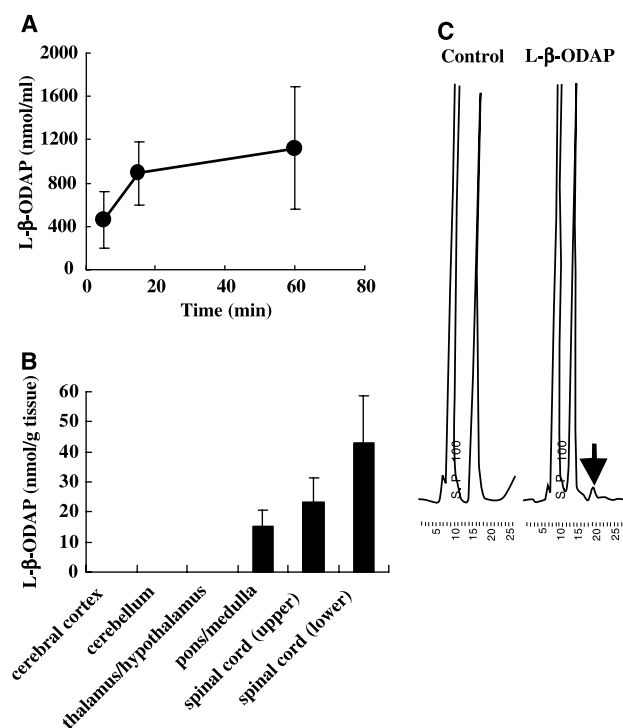 A
L-β-ODAP (nmol/ml)
2000
1600
1200
800
400
0
0 20 40 60 80
Time (min)
B
L-β-ODAP (nmol/g tissue)
60
50
40
30
20
10
0
cerebral cortex
cerebellum
thalamus/hypothalamus
pons/medulla
spinal cord (upper)
spinal cord (lower)
C
Control L-β-ODAP
S.P 100
S.P 100
5 10 15 20 25
5 10 15 20 25